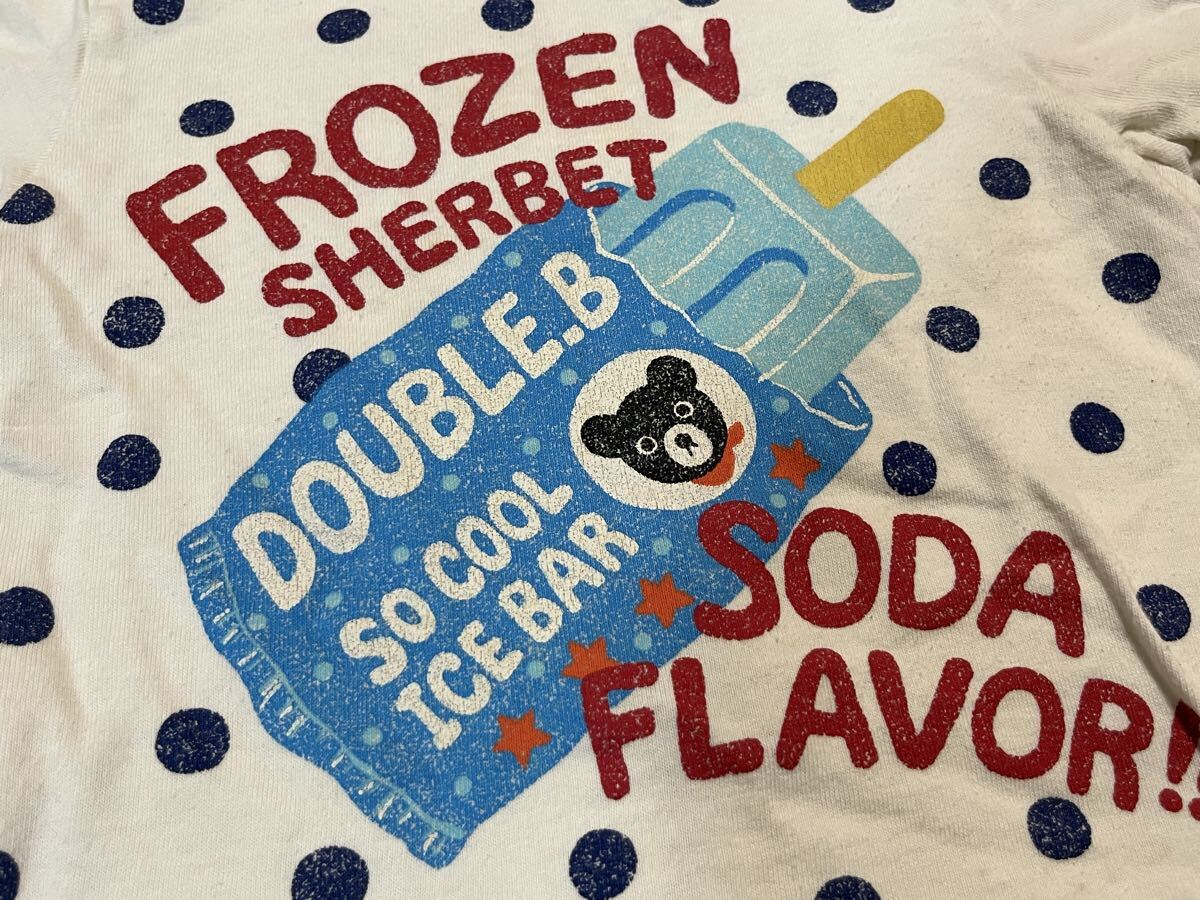 FROZEN
SHERBET
DOUBLE.B
SO COOL
ICE BAR
SODA
FLAVOR!!